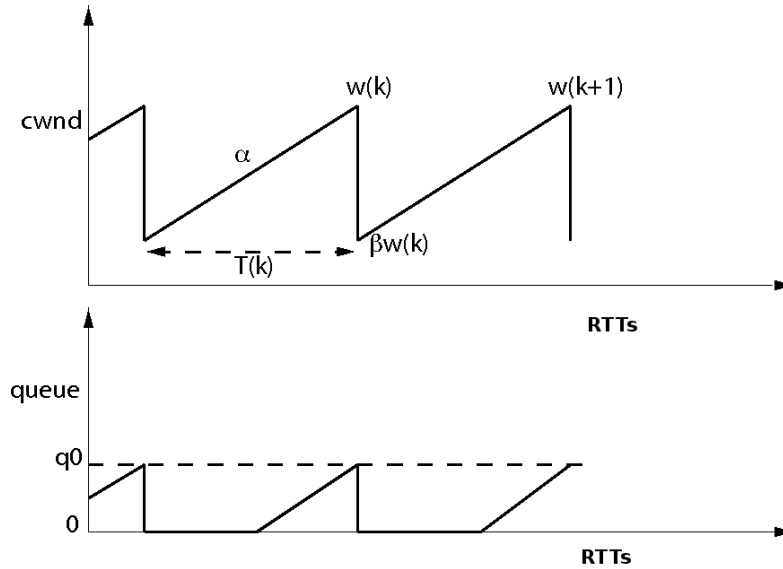 w(k) w(k+1)
cwnd
α
βw(k)
T(k)
RTTs
queue
q0
0
RTTs